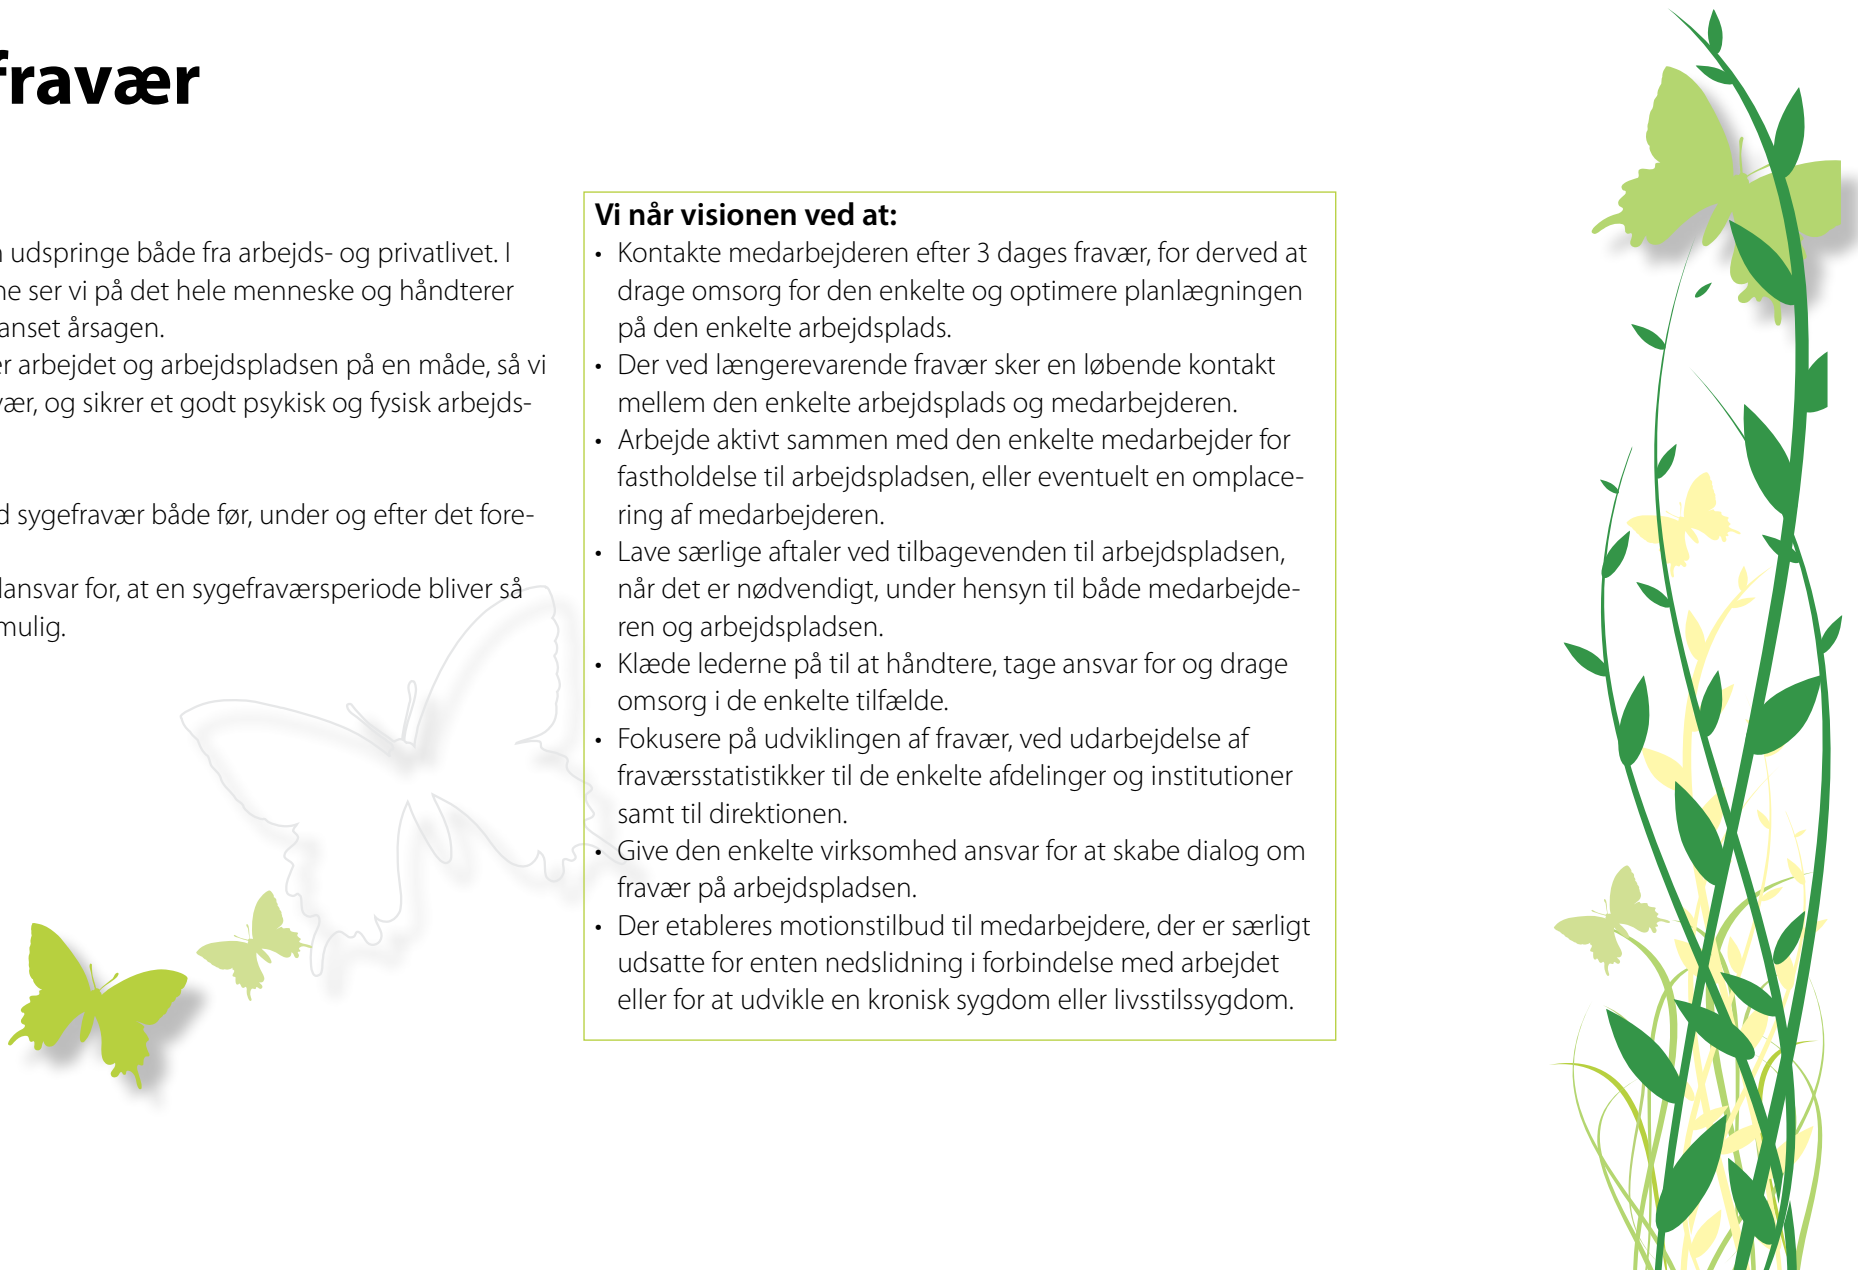 fravær
udspringe både fra arbejds- og privatlivet. I
ne ser vi på det hele menneske og håndterer
anset årsagen.
er arbejdet og arbejdspladsen på en måde, så vi
vær, og sikrer et godt psykisk og fysisk arbejds-
d sygefravær både før, under og efter det fore-
dansvar for, at en sygefraværsperiode bliver så
mulig.
Vi når visionen ved at:
• Kontakte medarbejderen efter 3 dages fravær, for derved at
drage omsorg for den enkelte og optimere planlægningen
på den enkelte arbejdsplads.
• Der ved længerevarende fravær sker en løbende kontakt
mellem den enkelte arbejdsplads og medarbejderen.
• Arbejde aktivt sammen med den enkelte medarbejder for
fastholdelse til arbejdspladsen, eller eventuelt en omplace-
ring af medarbejderen.
• Lave særlige aftaler ved tilbagevenden til arbejdspladsen,
når det er nødvendigt, under hensyn til både medarbejde-
ren og arbejdspladsen.
• Klæde lederne på til at håndtere, tage ansvar for og drage
omsorg i de enkelte tilfælde.
• Fokusere på udviklingen af fravær, ved udarbejdelse af
fraværsstatistikker til de enkelte afdelinger og institutioner
samt til direktionen.
• Give den enkelte virksomhed ansvar for at skabe dialog om
fravær på arbejdspladsen.
• Der etableres motionstilbud til medarbejdere, der er særligt
udsatte for enten nedslidning i forbindelse med arbejdet
eller for at udvikle en kronisk sygdom eller livsstilssygdom.